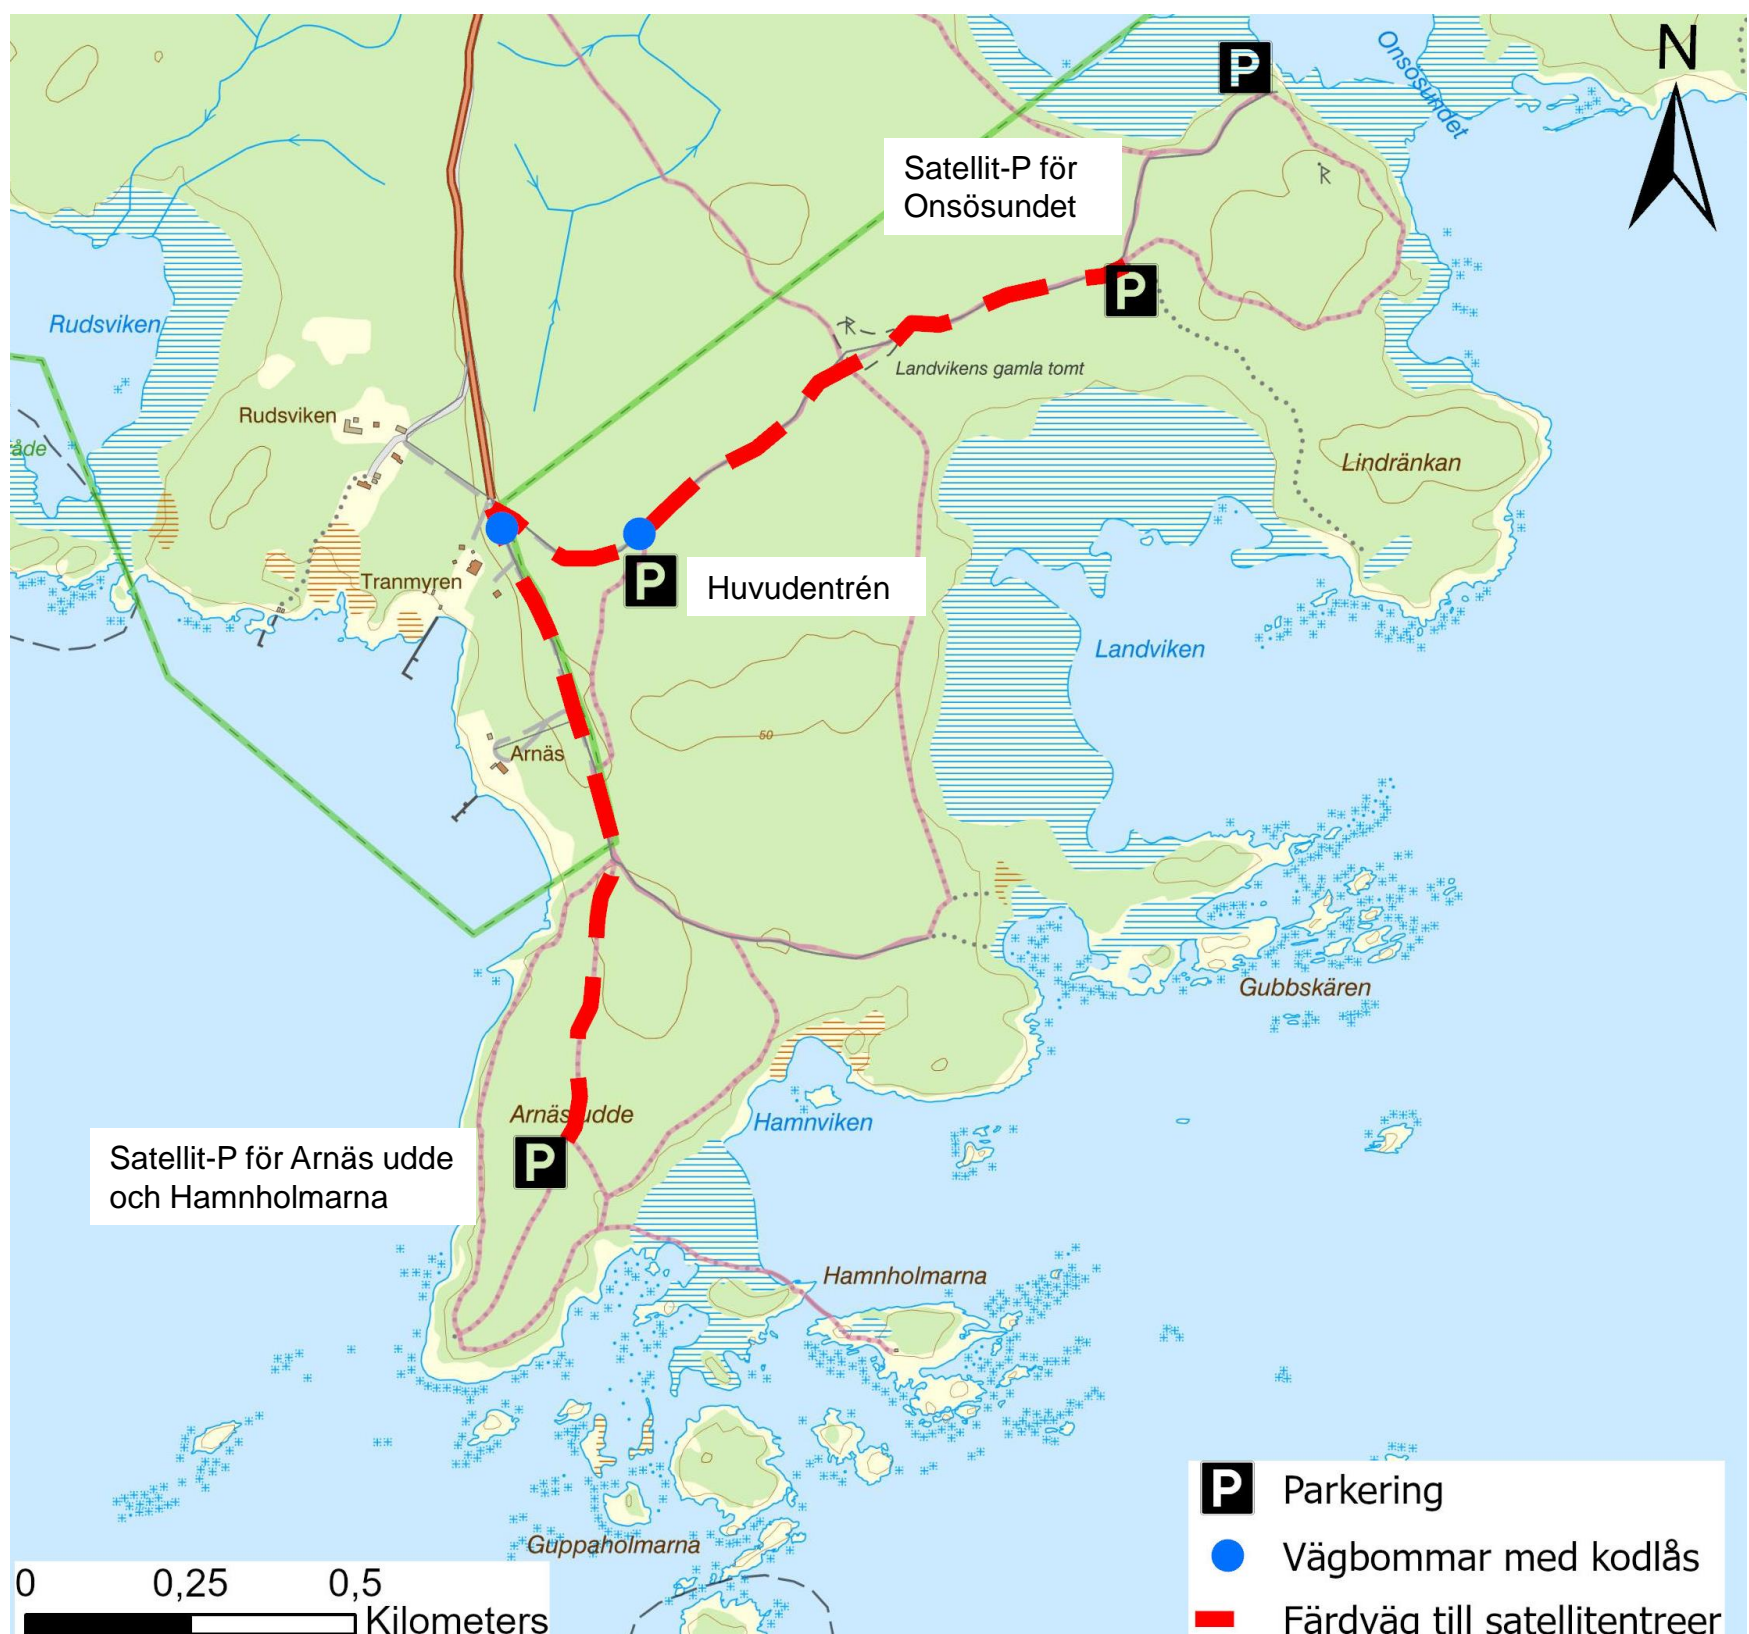 N
P
Onsösundet
Satellit-P för
Onsösundet
P
Rudsviken
Landvikens gamla tomt
Rudsviken
åde
Lindränkan
Tranmyren
P
Huvudentrén
Landviken
50
Arnäs
Gubbskären
Arnäs udde
Hamnviken
Satellit-P för Arnäs udde
och Hamnholmarna
P
Hamnholmarna
Guppaholmarna
P Parkering
Vägbommar med kodlås
Färdväg till satellitentreer
0 0,25 0,5
Kilometers